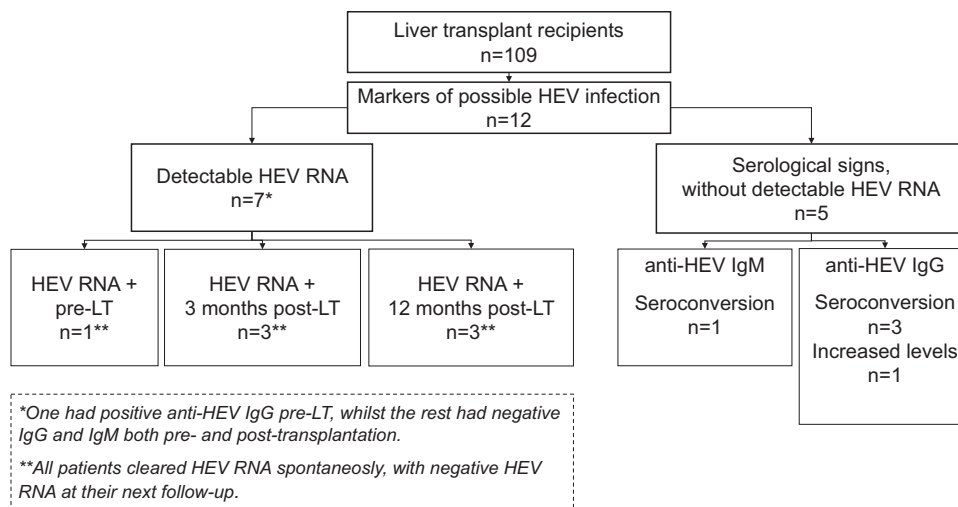 Liver transplant recipients
n=109
Markers of possible HEV infection
n=12
Detectable HEV RNA
n=7*
Serological signs,
without detectable HEV RNA
n=5
HEV RNA +
pre-LT
n=1**
HEV RNA +
3 months post-LT
n=3**
HEV RNA +
12 months post-LT
n=3**
anti-HEV IgM
Seroconversion
n=1
anti-HEV IgG
Seroconversion
n=3
Increased levels
n=1
*One had positive anti-HEV IgG pre-LT, whilst the rest had negative
IgG and IgM both pre- and post-transplantation.
**All patients cleared HEV RNA spontaneosly, with negative HEV
RNA at their next follow-up.